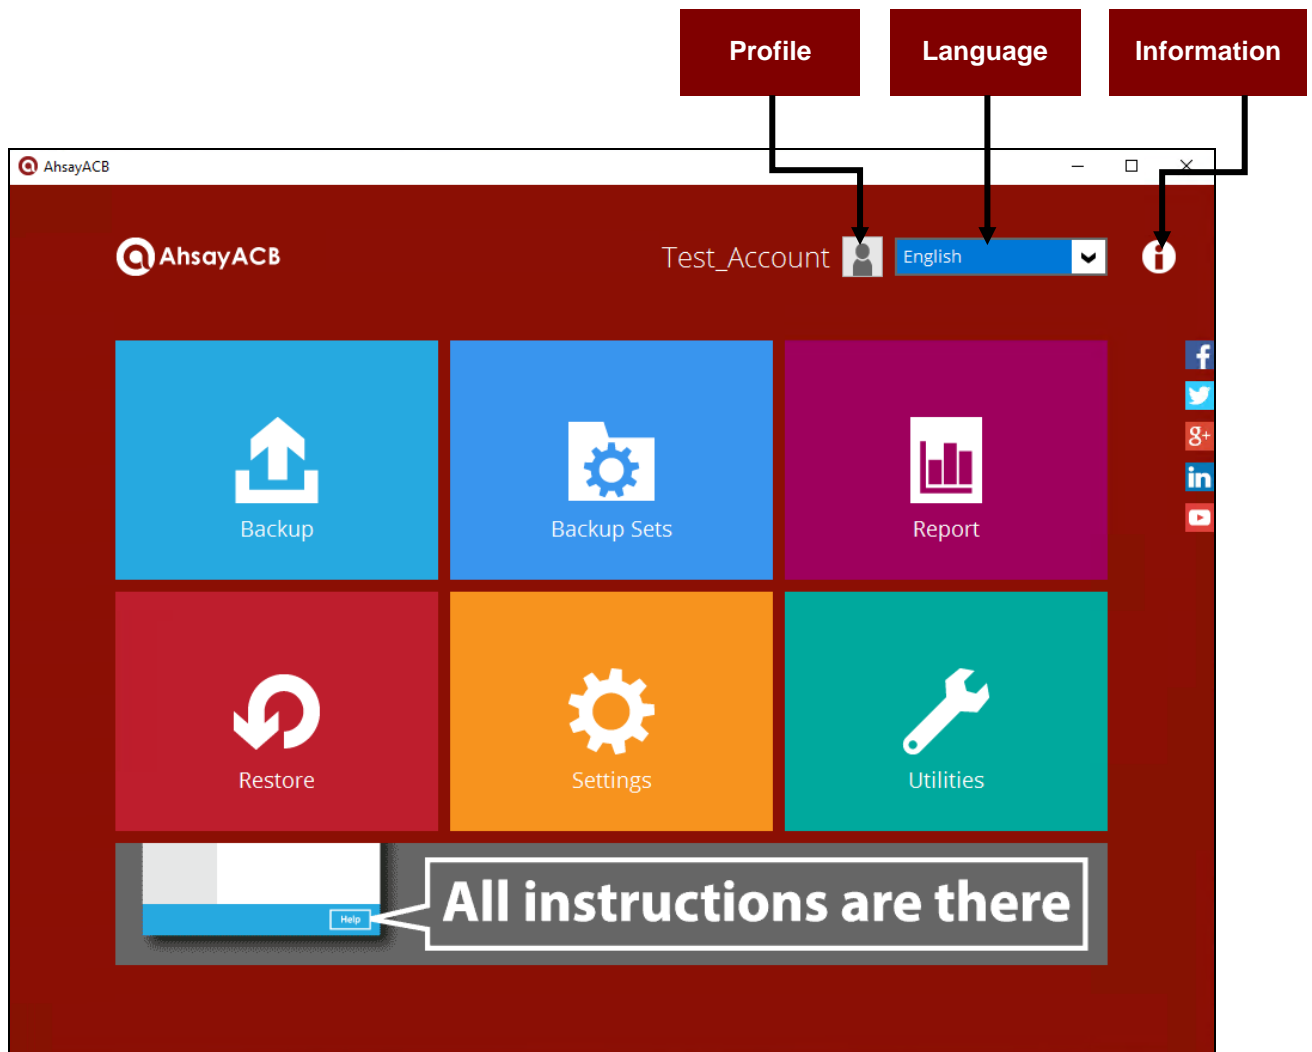 Profile Language Information
AhsayACB
AhsayACB
Test_Account English
Backup Backup Sets Report
Restore Settings Utilities
Help All instructions are there